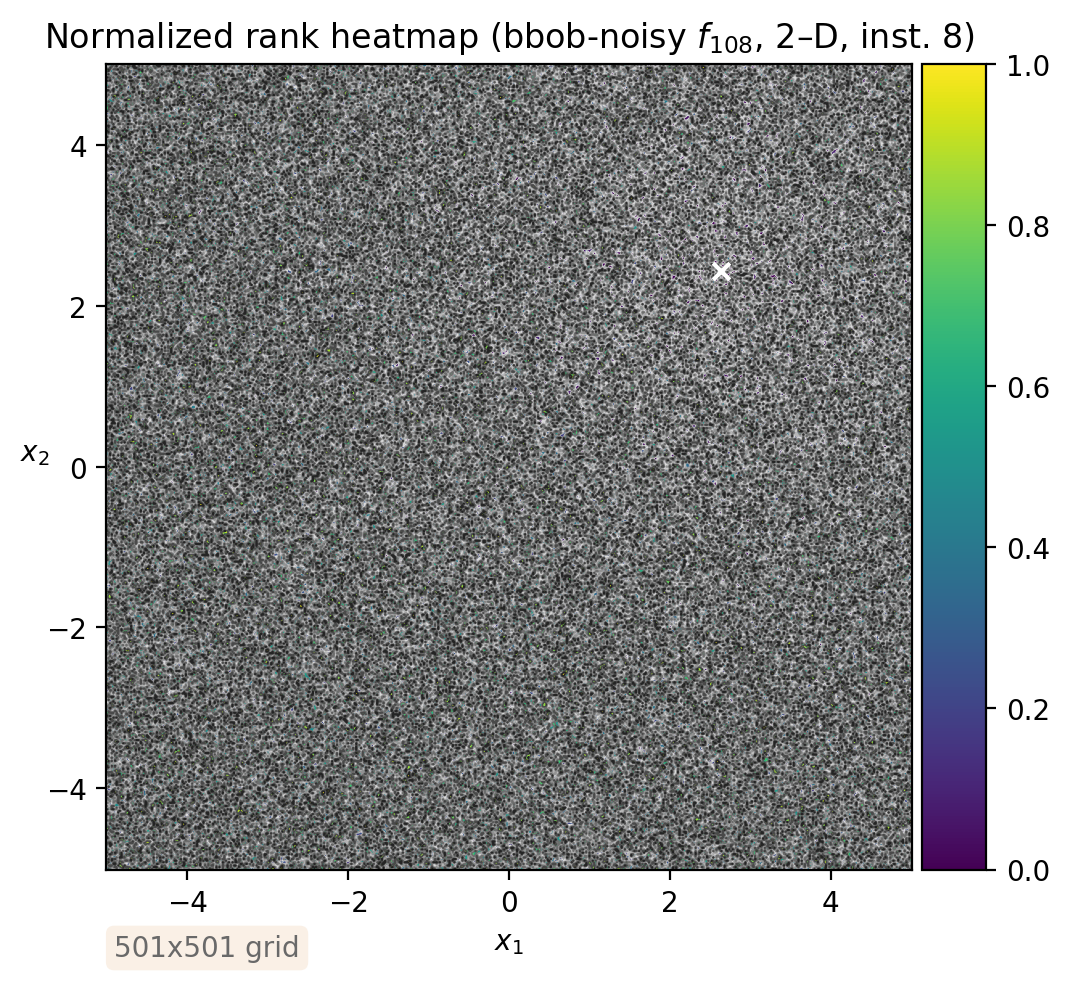 Normalized rank heatmap (bbob-noisy f₁₀₈, 2–D, inst. 8)
1.0
4
0.8
2
0.6
x₂ 0
0.4
−2
0.2
−4
0.0
−4 −2 0 2 4
x₁
501x501 grid